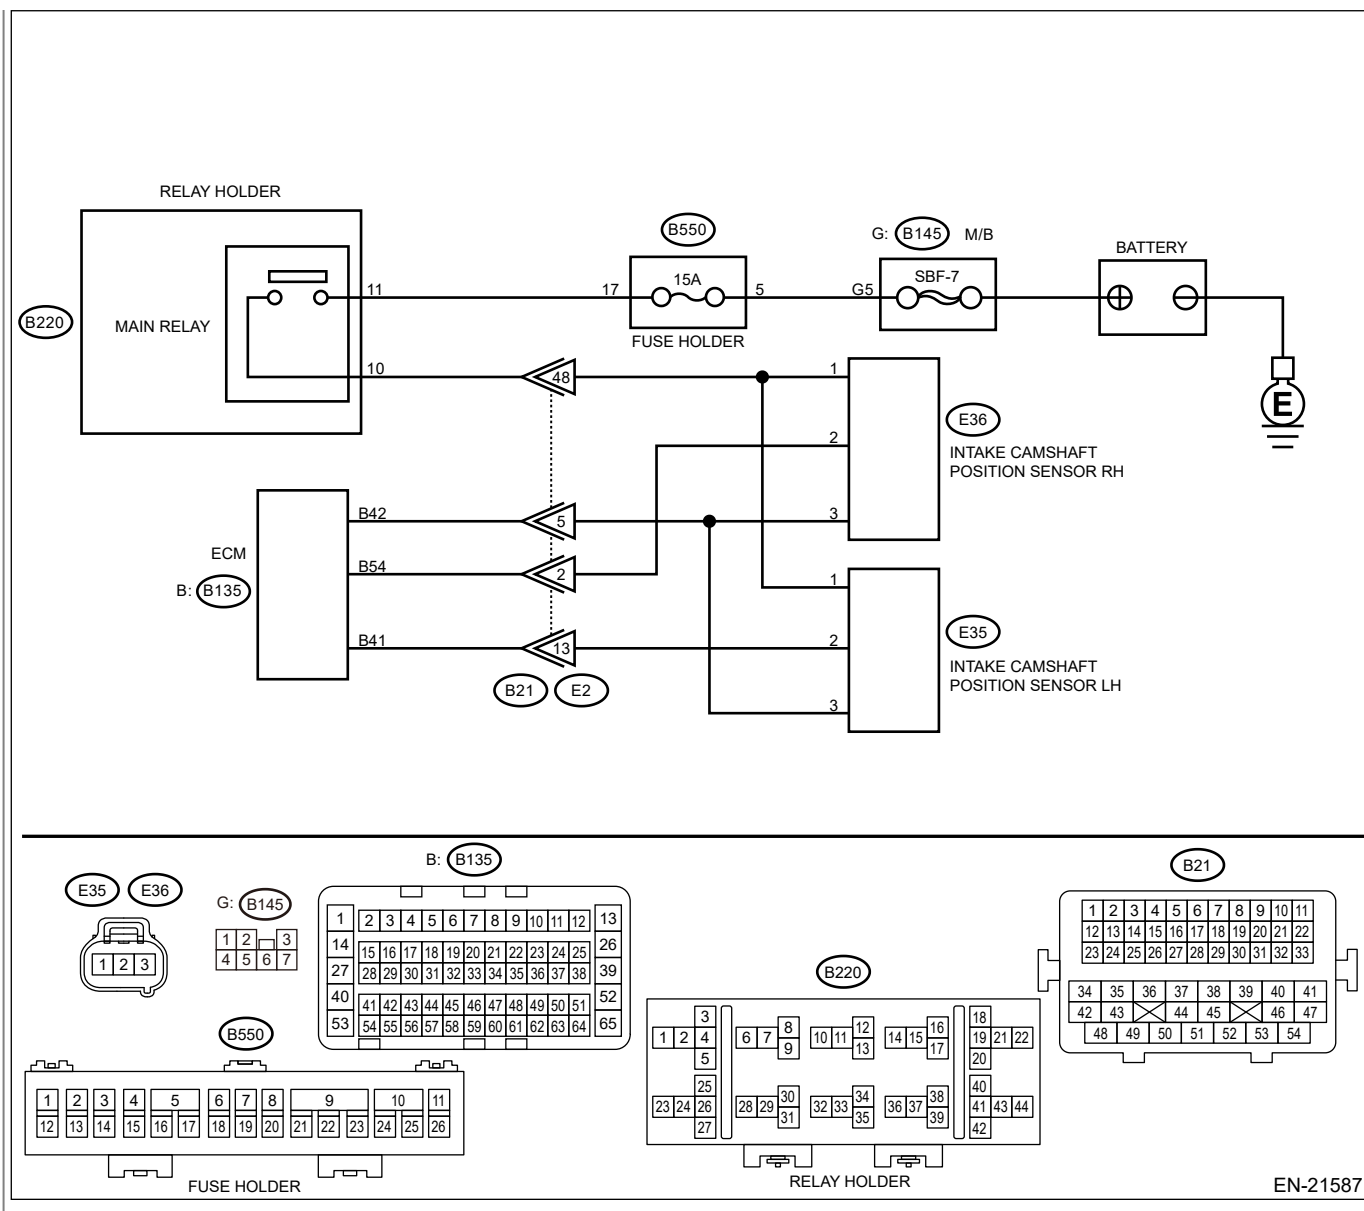 RELAY HOLDER
B220
MAIN RELAY
11
10
17
B550
15A
5
FUSE HOLDER
G: B145 M/B
G5
SBF-7
BATTERY
E
48
1
2
3
E36
INTAKE CAMSHAFT
POSITION SENSOR RH
ECM
B: B135
B42
B54
B41
5
2
13
B21 E2
1
2
3
E35
INTAKE CAMSHAFT
POSITION SENSOR LH
E35 E36
1 2 3
G: B145
1 2 3
4 5 6 7
B: B135
1 2 3 4 5 6 7 8 9 10 11 12 13
14 15 16 17 18 19 20 21 22 23 24 25 26
27 28 29 30 31 32 33 34 35 36 37 38 39
40 41 42 43 44 45 46 47 48 49 50 51 52
53 54 55 56 57 58 59 60 61 62 63 64 65
B550
1 2 3 4 5 6 7 8 9 10 11
12 13 14 15 16 17 18 19 20 21 22 23 24 25 26
FUSE HOLDER
B220
3 8 12 16 18
1 2 4 6 7 9 10 11 13 14 15 17 19 21 22
5 20
25 30 34 38 40
23 24 26 28 29 31 32 33 35 36 37 39 41 43 44
27 42
RELAY HOLDER
B21
1 2 3 4 5 6 7 8 9 10 11
12 13 14 15 16 17 18 19 20 21 22
23 24 25 26 27 28 29 30 31 32 33
34 35 36 37 38 39 40 41
42 43 44 45 46 47
48 49 50 51 52 53 54
EN-21587